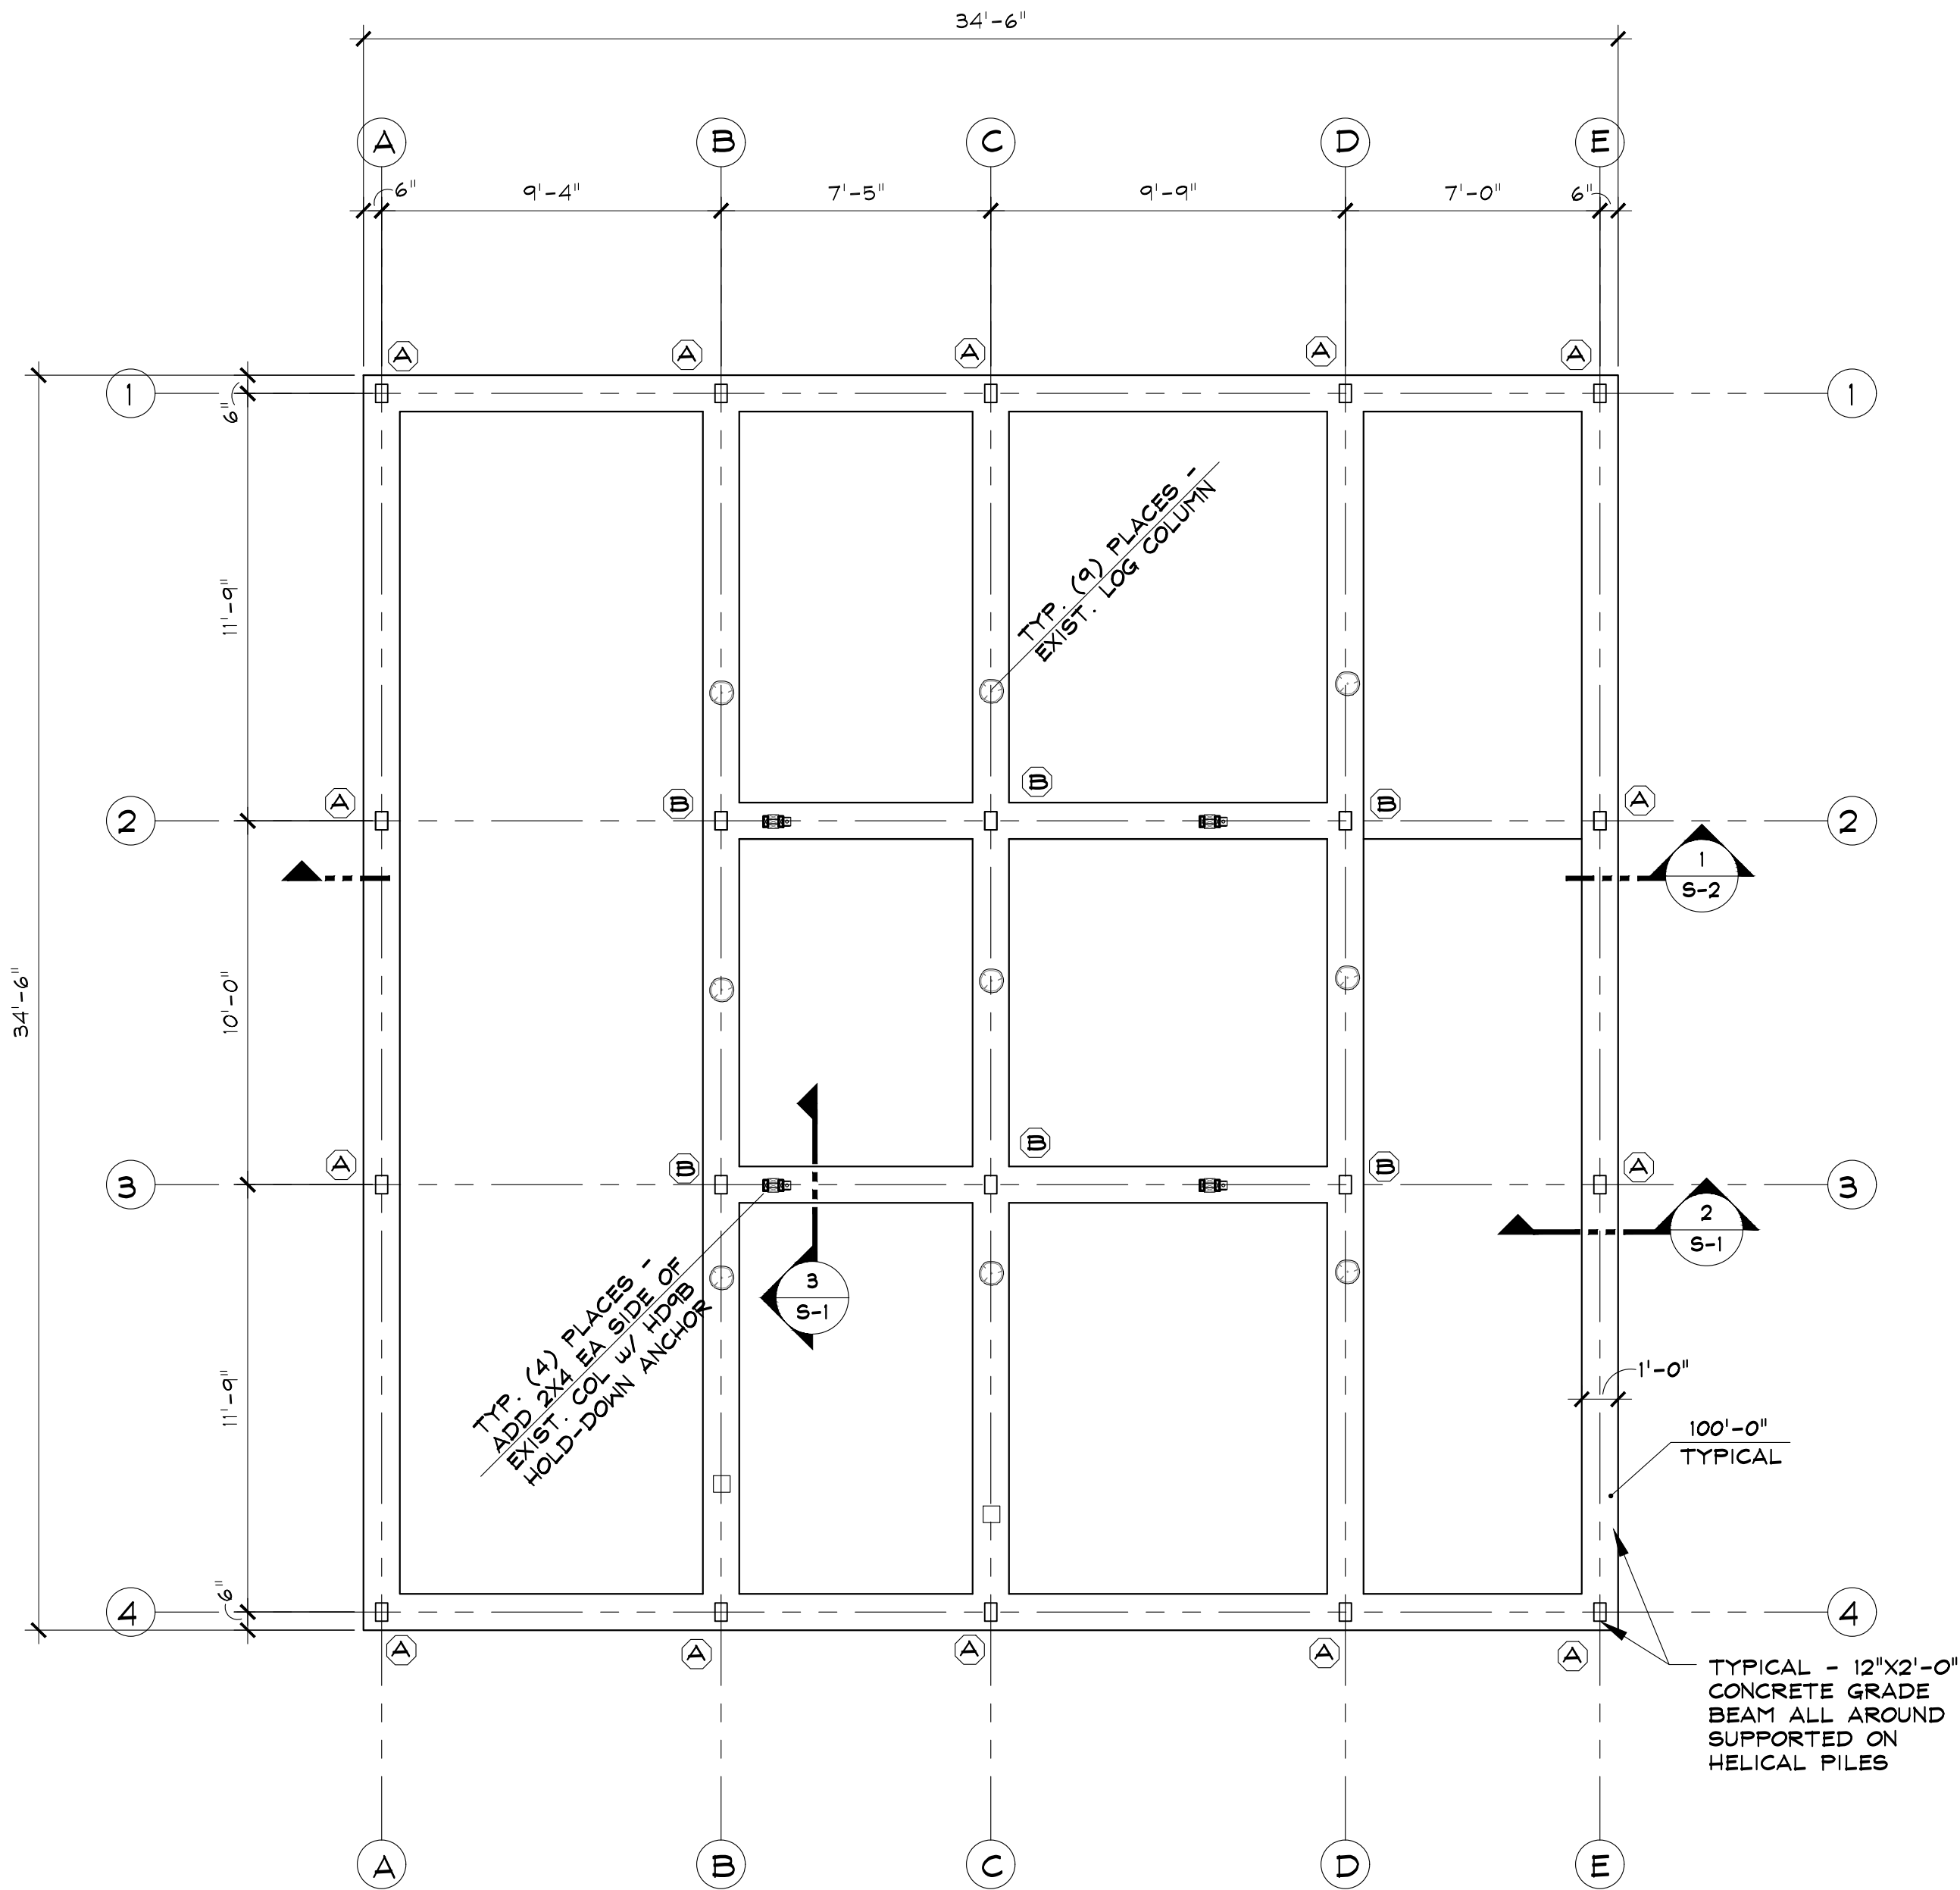 34'-6"
A B C D E
6" 9'-4" 7'-5" 9'-9" 7'-0" 6"
A A A A A
1 1
6"
TYP. (9) PLACES -
EXIST. LOG COLUMN
11'-9"
B
A B B A
2 2
1
S-2
34'-6"
10'-0"
B
A B B A
3 3
2
S-1
3
S-1
TYP. (4) PLACES -
ADD 2X4 EA SIDE OF
EXIST. COL W/ HD9B
HOLD-DOWN ANCHOR
11'-9"
1'-0"
100'-0"
TYPICAL
6"
4 4
A A A A A
TYPICAL - 12"X2'-0"
CONCRETE GRADE
BEAM ALL AROUND
SUPPORTED ON
HELICAL PILES
A B C D E